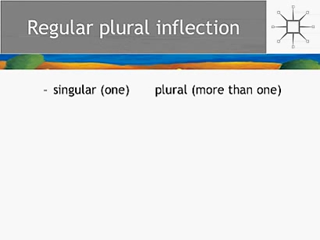 Regular plural inflection
- singular (one) plural (more than one)